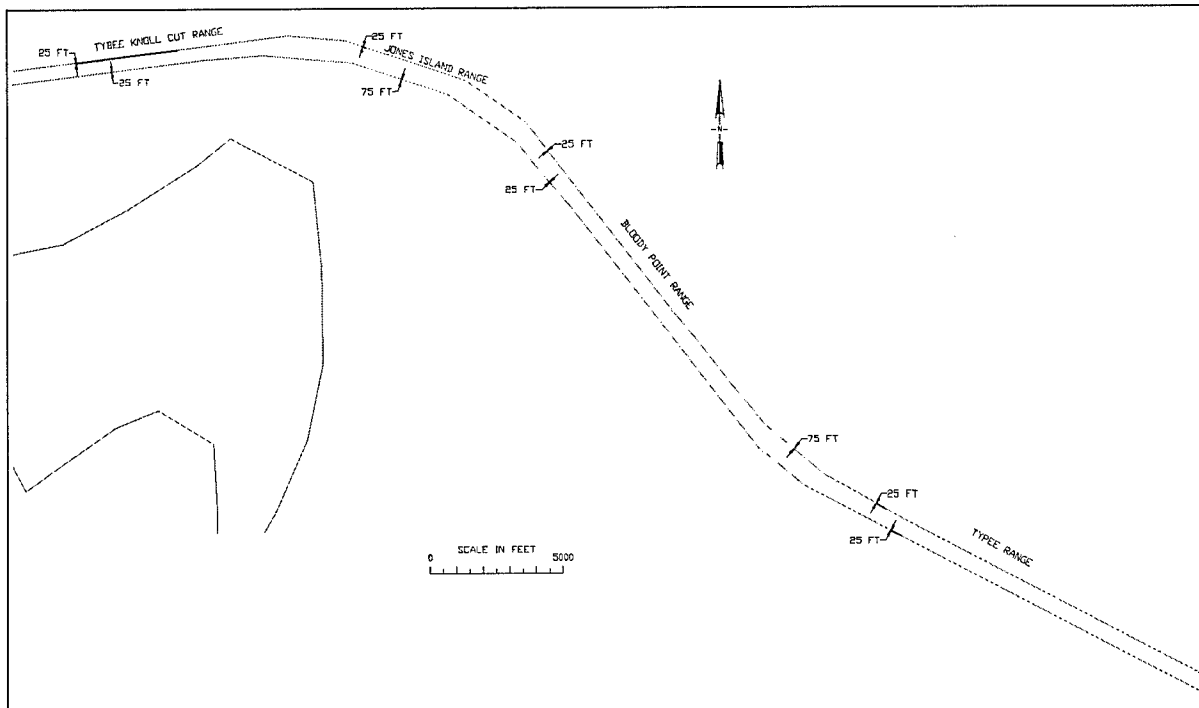 TYBEE KNOLL CUT RANGE
25 FT
25 FT
25 FT
JONES ISLAND RANGE
75 FT
N
25 FT
25 FT
BLOODY POINT RANGE
75 FT
25 FT
25 FT
TYPEE RANGE
SCALE IN FEET
0 5000